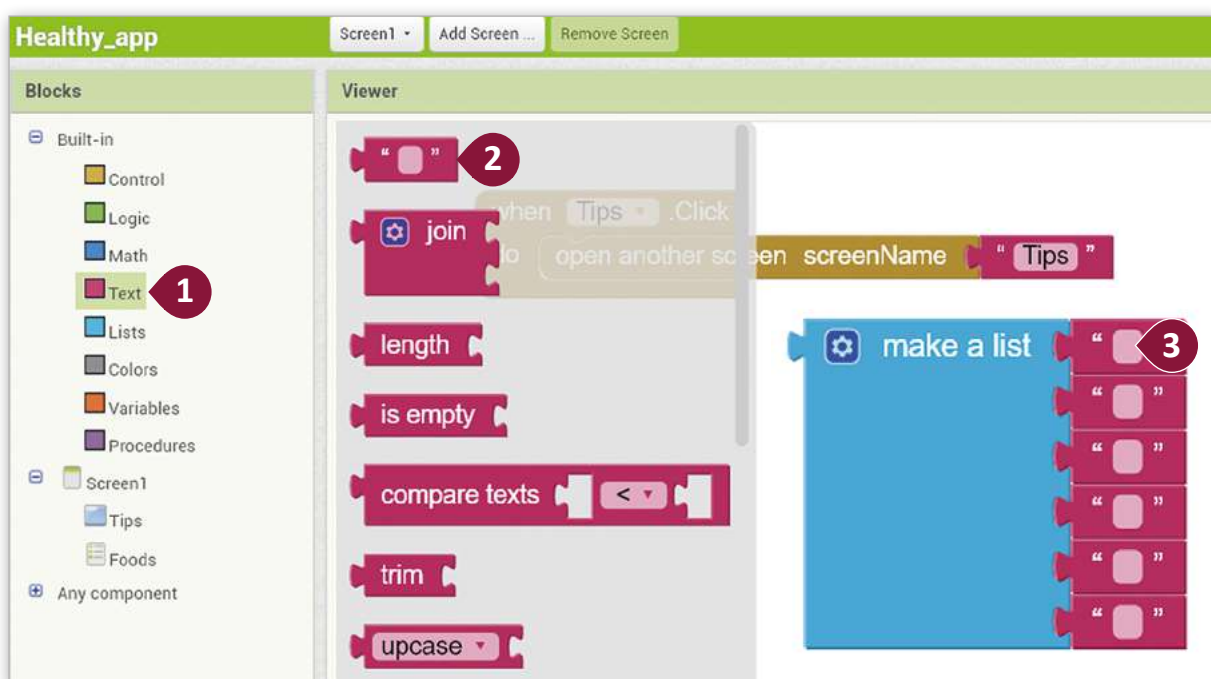 Healthy_app
Screen1
Add Screen ...
Remove Screen
Blocks
Viewer
Built-in
Control
Logic
Math
Text
1
Lists
Colors
Variables
Procedures
Screen1
Tips
Foods
Any component
“ ”
2
when Tips .Click
do open another screen screenName “ Tips ”
join
length
is empty
compare texts <
trim
upcase
make a list “
3
“ ”
“ ”
“ ”
“ ”
“ ”